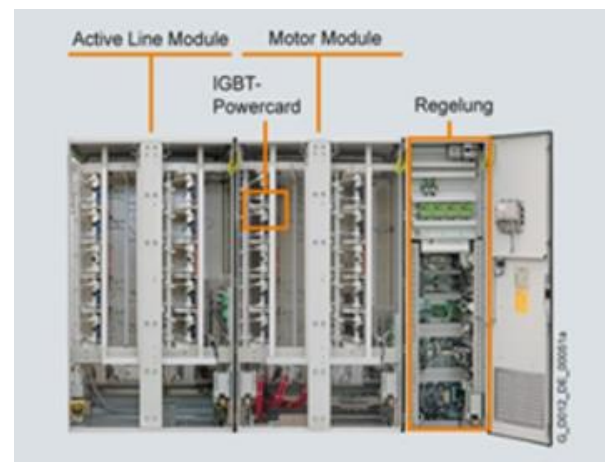 Active Line Module
Motor Module
IGBT-
Powercard
Regelung
G_D012_DE_00051a